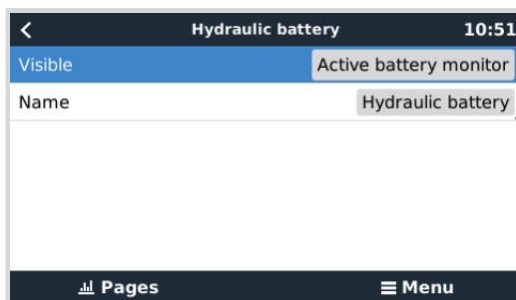 Hydraulic battery 10:51
Visible Active battery monitor
Name Hydraulic battery
Pages Menu